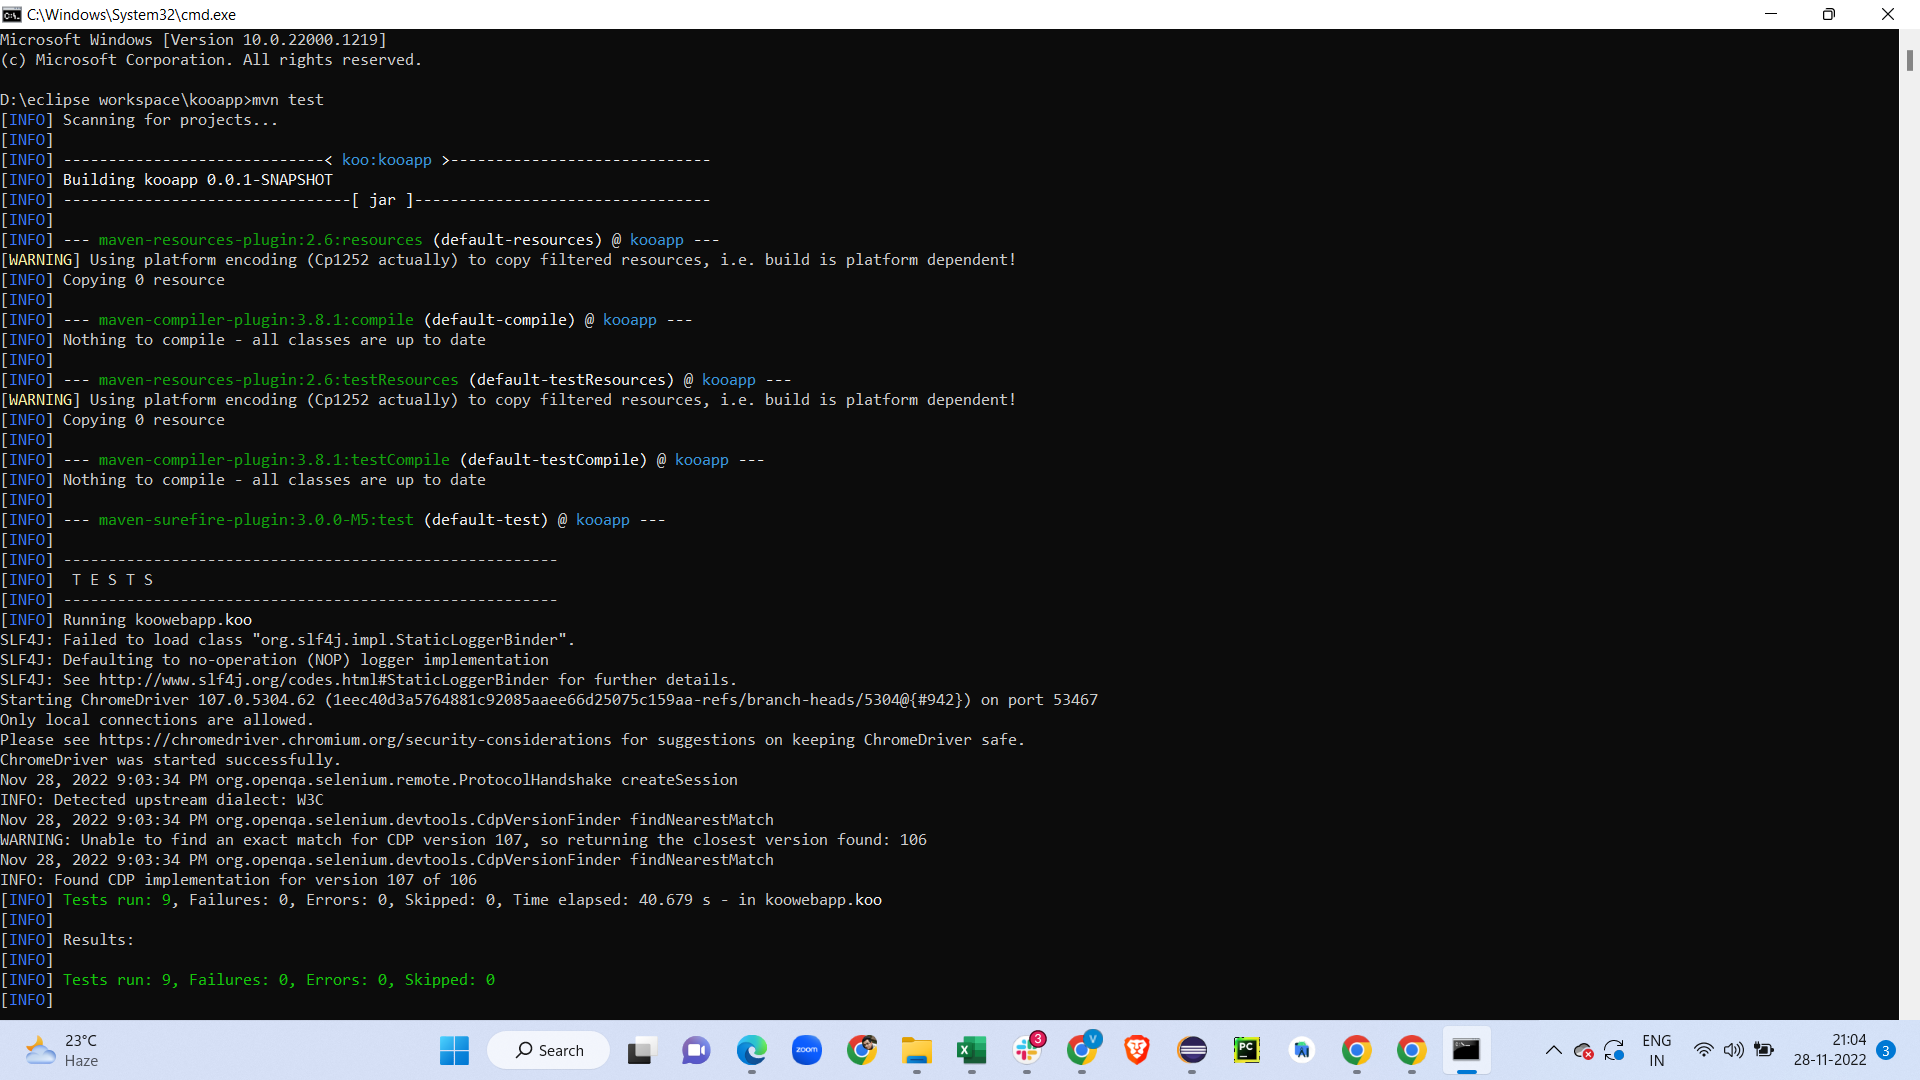 C:\Windows\System32\cmd.exe
Microsoft Windows [Version 10.0.22000.1219]
(c) Microsoft Corporation. All rights reserved.
D:\eclipse workspace\kooapp>mvn test
[INFO] Scanning for projects...
[INFO]
[INFO] -----------------------------< koo:kooapp >-----------------------------
[INFO] Building kooapp 0.0.1-SNAPSHOT
[INFO] --------------------------------[ jar ]---------------------------------
[INFO]
[INFO] --- maven-resources-plugin:2.6:resources (default-resources) @ kooapp ---
[WARNING] Using platform encoding (Cp1252 actually) to copy filtered resources, i.e. build is platform dependent!
[INFO] Copying 0 resource
[INFO]
[INFO] --- maven-compiler-plugin:3.8.1:compile (default-compile) @ kooapp ---
[INFO] Nothing to compile - all classes are up to date
[INFO]
[INFO] --- maven-resources-plugin:2.6:testResources (default-testResources) @ kooapp ---
[WARNING] Using platform encoding (Cp1252 actually) to copy filtered resources, i.e. build is platform dependent!
[INFO] Copying 0 resource
[INFO]
[INFO] --- maven-compiler-plugin:3.8.1:testCompile (default-testCompile) @ kooapp ---
[INFO] Nothing to compile - all classes are up to date
[INFO]
[INFO] --- maven-surefire-plugin:3.0.0-M5:test (default-test) @ kooapp ---
[INFO]
[INFO] -------------------------------------------------------
[INFO]  T E S T S
[INFO] -------------------------------------------------------
[INFO] Running koowebapp.koo
SLF4J: Failed to load class "org.slf4j.impl.StaticLoggerBinder".
SLF4J: Defaulting to no-operation (NOP) logger implementation
SLF4J: See http://www.slf4j.org/codes.html#StaticLoggerBinder for further details.
Starting ChromeDriver 107.0.5304.62 (1eec40d3a5764881c92085aaee66d25075c159aa-refs/branch-heads/5304@{#942}) on port 53467
Only local connections are allowed.
Please see https://chromedriver.chromium.org/security-considerations for suggestions on keeping ChromeDriver safe.
ChromeDriver was started successfully.
Nov 28, 2022 9:03:34 PM org.openqa.selenium.remote.ProtocolHandshake createSession
INFO: Detected upstream dialect: W3C
Nov 28, 2022 9:03:34 PM org.openqa.selenium.devtools.CdpVersionFinder findNearestMatch
WARNING: Unable to find an exact match for CDP version 107, so returning the closest version found: 106
Nov 28, 2022 9:03:34 PM org.openqa.selenium.devtools.CdpVersionFinder findNearestMatch
INFO: Found CDP implementation for version 107 of 106
[INFO] Tests run: 9, Failures: 0, Errors: 0, Skipped: 0, Time elapsed: 40.679 s - in koowebapp.koo
[INFO]
[INFO] Results:
[INFO]
[INFO] Tests run: 9, Failures: 0, Errors: 0, Skipped: 0
[INFO]
23°C
Haze
Search
zoom
3
V
PC
ENG
IN
21:04
28-11-2022
3